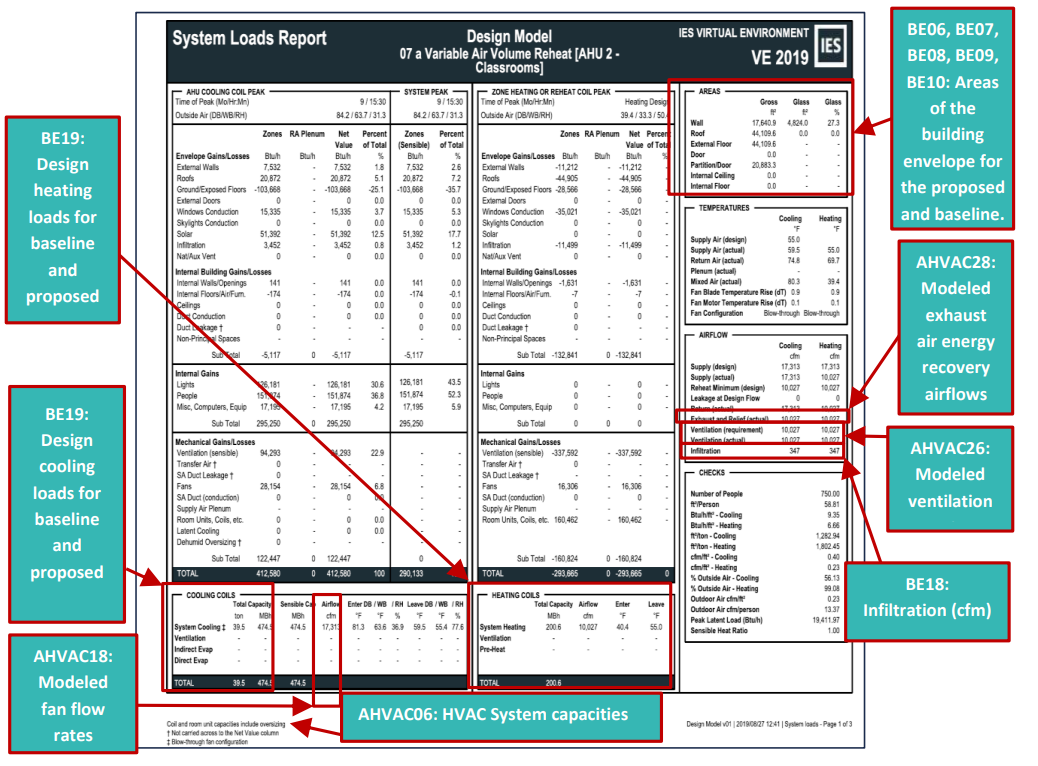 System Loads Report
Design Model
07 a Variable Air Volume Reheat [AHU 2 -
Classrooms]
IES VIRTUAL ENVIRONMENT
VE 2019
IES
AHU COOLING COIL PEAK
SYSTEM PEAK
Time of Peak (Mo/Hr:Mn) 9 / 15:30 9 / 15:30
Outside Air (DB/WB/RH) 84.2 / 63.7 / 31.3 84.2 / 63.7 / 31.3
Zones RA Plenum Net Percent Zones Percent
Value of Total (Sensible) of Total
Envelope Gains/Losses Btu/h Btu/h Btu/h % Btu/h %
External Walls 7,532 - 7,532 1.8 7,532 2.6
Roofs 20,872 - 20,872 5.1 20,872 7.2
Ground/Exposed Floors -103,668 -103,668 -25.1 -103,668 -35.7
External Doors 0 - 0 0.0 0 0.0
Windows Conduction 15,335 - 15,335 3.7 15,335 5.3
Skylights Conduction 0 - 0 0.0 0 0.0
Solar 51,392 - 51,392 12.5 51,392 17.7
Infiltration 3,452 - 3,452 0.8 3,452 1.2
Nat/Aux Vent 0 - 0 0.0 0 0.0
Internal Building Gains/Losses
Internal Walls/Openings 141 - 141 0.0 0 0.0
Internal Floors/Air/Furn. -174 - -174 0.0 174 -0.1
Ceilings 0 - 0 0.0 0 0.0
Duct Conduction 0 - 0 0.0 0 0.0
Duct Leakage † 0 - - - 0 0.0
Non-Principal Spaces - - - - - -
Sub Total -5,117 0 -5,117 -5,117
Internal Gains
Lights 126,181 - 126,181 30.6 126,181 43.5
People 151,874 - 151,874 36.8 151,874 52.3
Misc, Computers, Equip 17,195 - 17,195 4.2 17,195 5.9
Sub Total 295,250 0 295,250 295,250
Mechanical Gains/Losses
Ventilation (sensible) 94,293 - 94,293 22.9 - -
Transfer Air † 0 - - - - -
SA Duct Leakage † 0 - - - - -
Fans 28,154 - 28,154 6.8 - -
SA Duct (conduction) 0 - 0 0.0 - -
Supply Air Plenum - - - - - -
Room Units, Coils, etc. 0 0 0.0 - -
Latent Cooling 0 0 0.0 - -
Dehumid Oversizing † 0 - - - - -
Sub Total 122,447 0 122,447 0
TOTAL 412,580 0 412,580 100 290,133
ZONE HEATING OR REHEAT COIL PEAK
Time of Peak (Mo/Hr:Mn) Heating Design
Outside Air (DB/WB/RH) 39.4 / 33.3 / 50.
Zones RA Plenum Net Percent
Value of Total
Envelope Gains/Losses Btu/h Btu/h Btu/h %
External Walls -11,212 - -11,212 -
Roofs -44,905 - -44,905 -
Ground/Exposed Floors -28,566 - -28,566 -
External Doors 0 - 0 -
Windows Conduction -35,021 - -35,021 -
Skylights Conduction 0 - 0 -
Solar 0 - 0 -
Infiltration -11,499 - -11,499 -
Nat/Aux Vent 0 - 0 -
Internal Building Gains/Losses
Internal Walls/Openings -1,631 - -1,631 -
Internal Floors/Air/Furn. -7 - -7 -
Ceilings 0 - 0 -
Duct Conduction 0 - 0 -
Duct Leakage † 0 - - -
Non-Principal Spaces - - - -
Sub Total -132,841 0 -132,841
Internal Gains
Lights 0 - 0 -
People 0 - 0 -
Misc, Computers, Equip 0 - 0 -
Sub Total 0 0 0
Mechanical Gains/Losses
Ventilation (sensible) -337,592 - -337,592 -
Transfer Air † 0 - - -
SA Duct Leakage † 0 - - -
Fans 16,306 - 16,306 -
SA Duct (conduction) 0 - 0 -
Supply Air Plenum - - - -
Room Units, Coils, etc. 160,462 - 160,462 -
Sub Total -160,824 0 -160,824
TOTAL -293,665 0 -293,665 0
AREAS
Gross Glass Glass
ft² ft² %
Wall 17,640.9 4,824.0 27.3
Roof 44,109.6 0.0 0.0
External Floor 44,109.6 - -
Door 0.0 - -
Partition/Door 20,883.3 - -
Internal Ceiling 0.0 - -
Internal Floor 0.0 - -
TEMPERATURES
Cooling Heating
°F °F
Supply Air (design) 55.0
Supply Air (actual) 59.5 55.0
Return Air (actual) 74.8 69.7
Plenum (actual) - -
Mixed Air (actual) 80.3 39.4
Fan Blade Temperature Rise (dT) 0.9 0.9
Fan Motor Temperature Rise (dT) 0.1 0.1
Fan Configuration Blow-through Blow-through
AIRFLOW
Cooling Heating
cfm cfm
Supply (design) 17,313 10,027
Supply (actual) 17,313 10,027
Reheat Minimum (design) 10,027 10,027
Leakage at Design Flow 0 0
Return (actual) 17,313 10,027
Exhaust and Relief (actual) 10,027 10,027
Ventilation (requirement) 10,027 10,027
Ventilation (actual) 10,027 10,027
Infiltration 347 347
CHECKS
Number of People 750.00
ft²/Person 58.81
Btu/h/ft² - Cooling 9.35
Btu/h/ft² - Heating 6.66
ft²/ton - Cooling 1,282.94
ft²/ton - Heating 1,802.45
cfm/ft² - Cooling 0.40
cfm/ft² - Heating 0.23
% Outside Air - Cooling 56.13
% Outside Air - Heating 99.08
Outdoor Air cfm/ft² 0.23
Outdoor Air cfm/person 13.37
Peak Latent Load (Btu/h) 19,411.97
Sensible Heat Ratio 1.00
COOLING COILS
Total Capacity Sensible Cap Airflow Enter DB / WB / RH Leave DB / WB / RH
ton MBh MBh cfm °F °F % °F °F %
System Cooling ‡ 39.5 474.5 474.5 17,313 81.3 63.6 36.9 59.5 55.4 77.6
Ventilation - - - - - - - - - -
Indirect Evap - - - - - - - - - -
Direct Evap - - - - - - - - - -
TOTAL 39.5 474.5 474.5
HEATING COILS
Total Capacity Airflow Enter Leave
MBh cfm °F °F
System Heating 200.6 10,027 40.4 55.0
Ventilation - - - -
Pre-Heat - - - -
TOTAL 200.6
Coil and room unit capacities include oversizing
† Not carried across to the Net Value column
‡ Blow-through fan configuration
Design Model v01 | 2019/08/27 12:41 | System loads - Page 1 of 3
BE19:
Design
heating
loads for
baseline
and
proposed
BE19:
Design
cooling
loads for
baseline
and
proposed
AHVAC18:
Modeled
fan flow
rates
AHVAC06: HVAC System capacities
BE06, BE07,
BE08, BE09,
BE10: Areas
of the
building
envelope for
the proposed
and baseline.
AHVAC28:
Modeled
exhaust
air energy
recovery
airflows
AHVAC26:
Modeled
ventilation
BE18:
Infiltration (cfm)